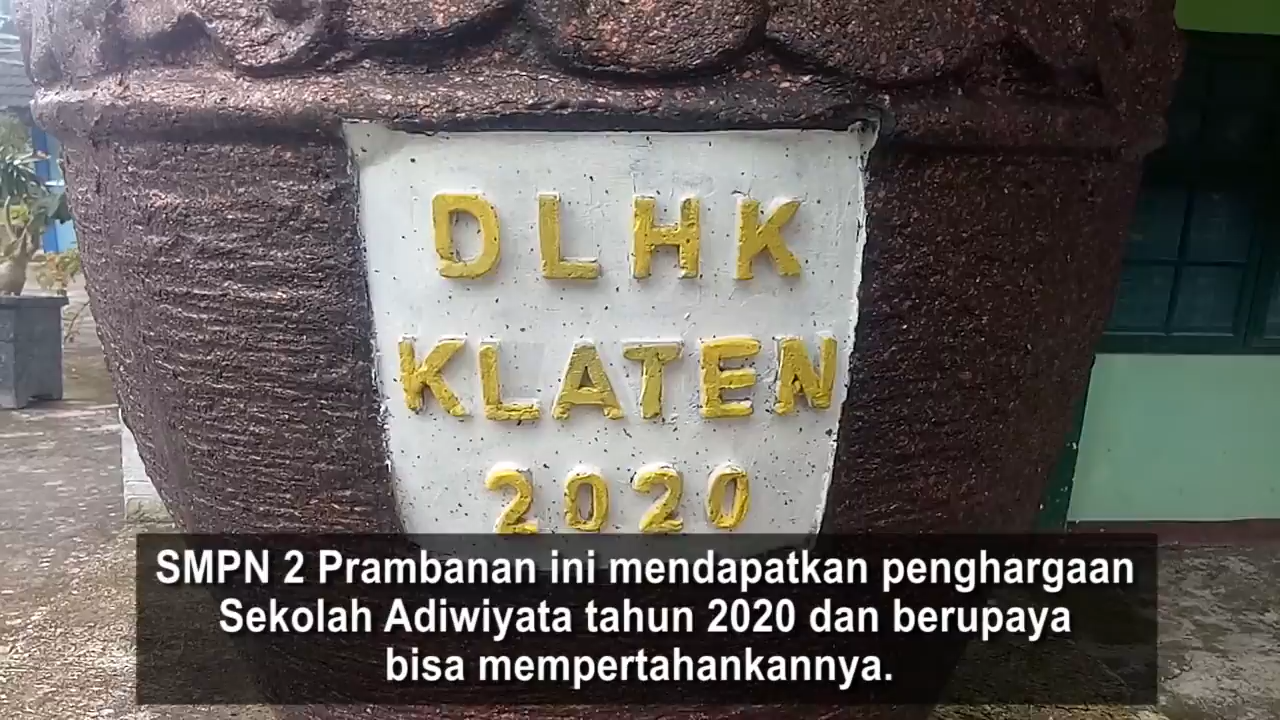 DLHK
KLATEN
2020
SMPN 2 Prambanan ini mendapatkan penghargaan
Sekolah Adiwiyata tahun 2020 dan berupaya
bisa mempertahankannya.